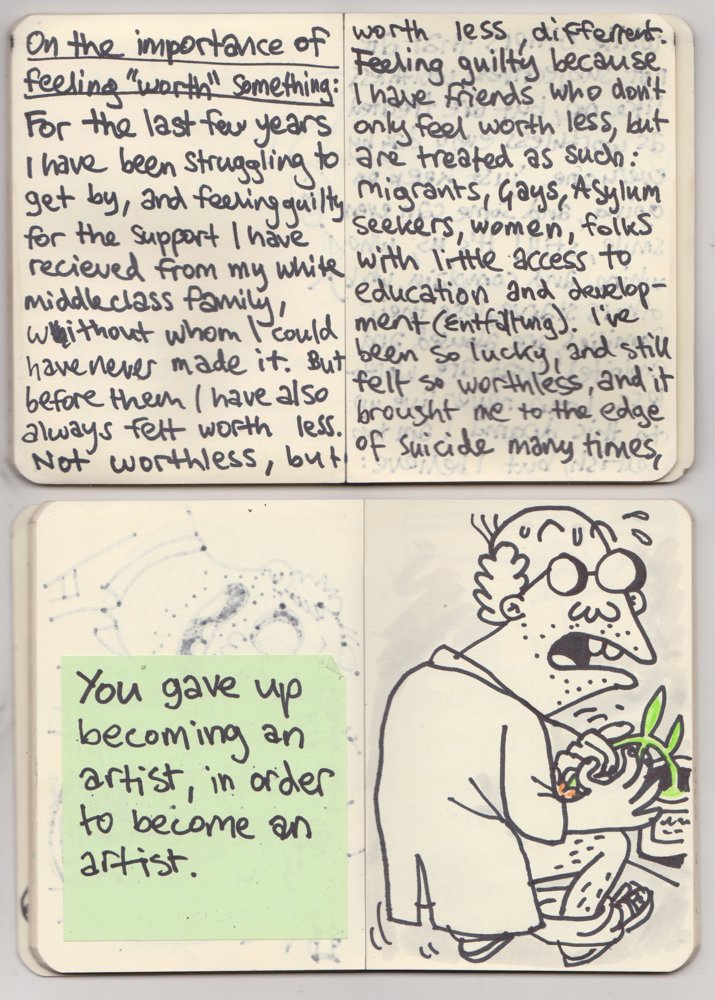 On the importance of
feeling "worth" something:
For the last few years
I have been struggling to
get by, and feeling guilty
for the support I have
recieved from my white
middleclass family,
without whom I could
have never made it. But
before them I have also
always felt worth less.
Not worthless, but
worth less, different.
Feeling guilty because
I have friends who don't
only feel worth less, but
are treated as such:
Migrants, Gays, Asylum
seekers, women, folks
with little access to
education and develop-
ment (Entfaltung). I've
been so lucky, and still
felt so worthless, and it
brought me to the edge
of suicide many times,
You gave up
becoming an
artist, in order
to become an
artist.